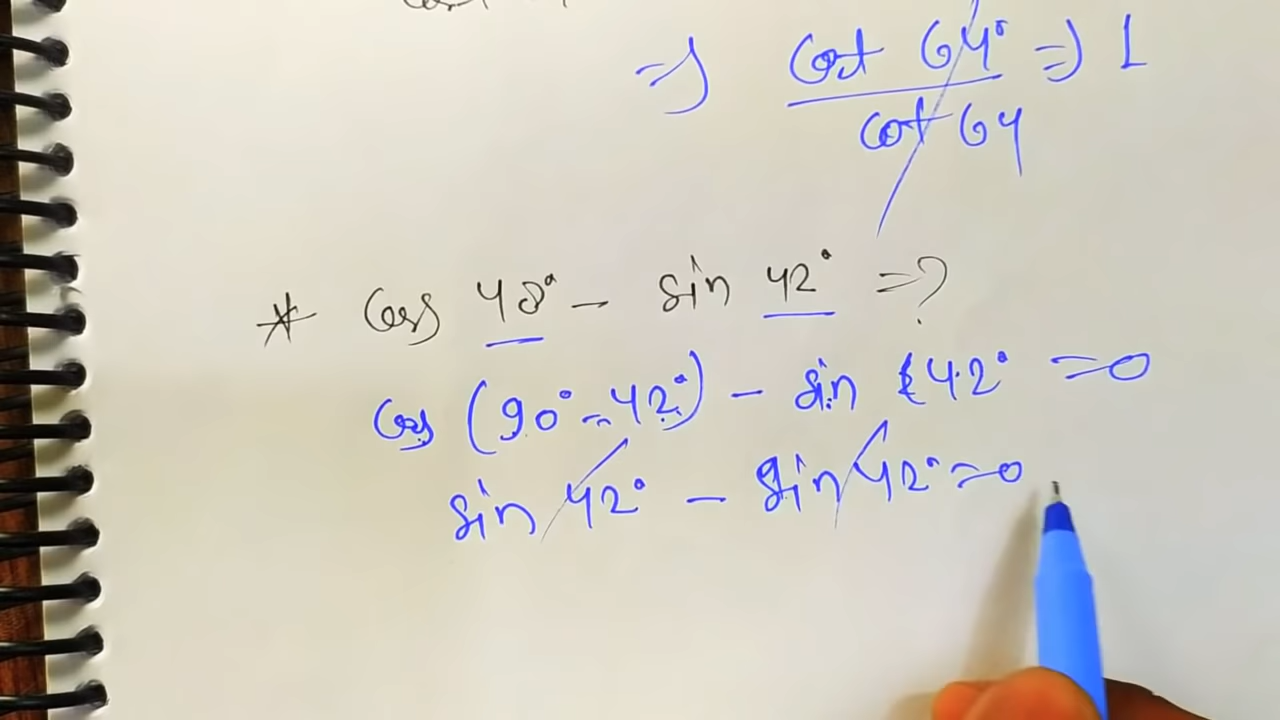 => cot 64° => 1
cot 64
* Cos 48° - sin 42° = ?
Cos (90° - 42°) - sin 42° = 0
sin 42° - sin 42° = 0